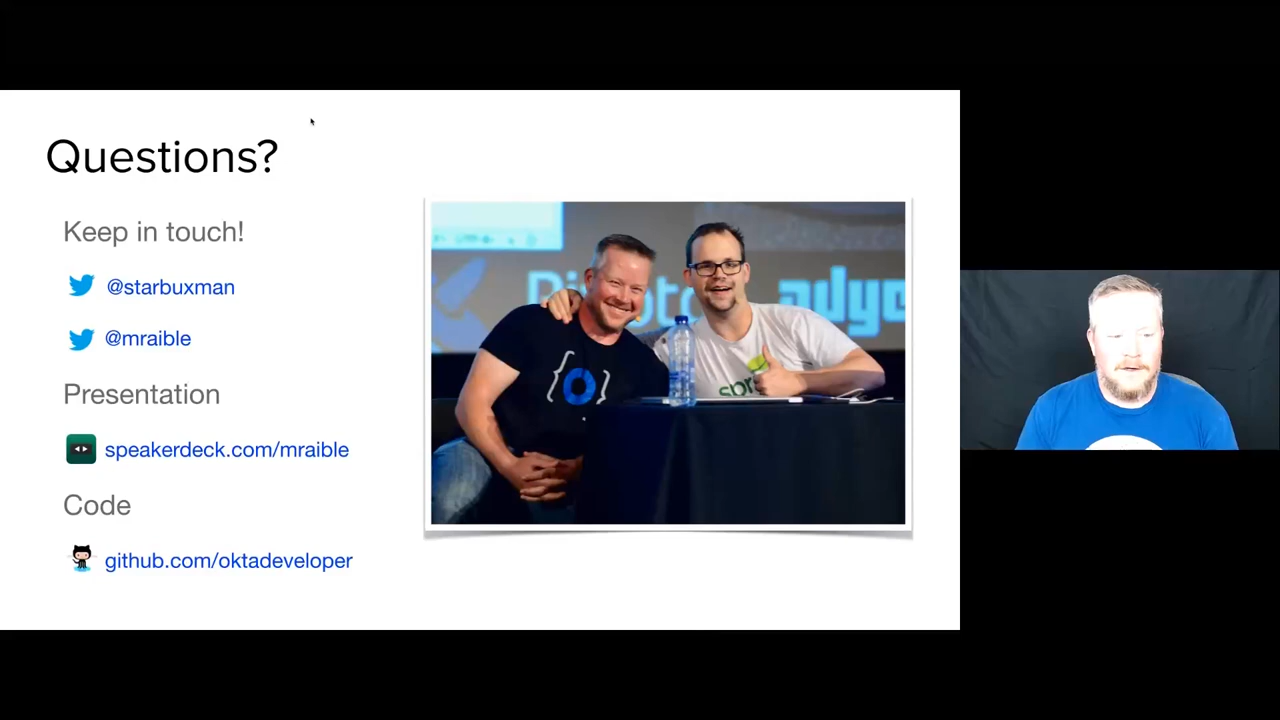 Questions?
Keep in touch!
@starbuxman
@mraible
Presentation
speakerdeck.com/mraible
Code
github.com/oktadeveloper